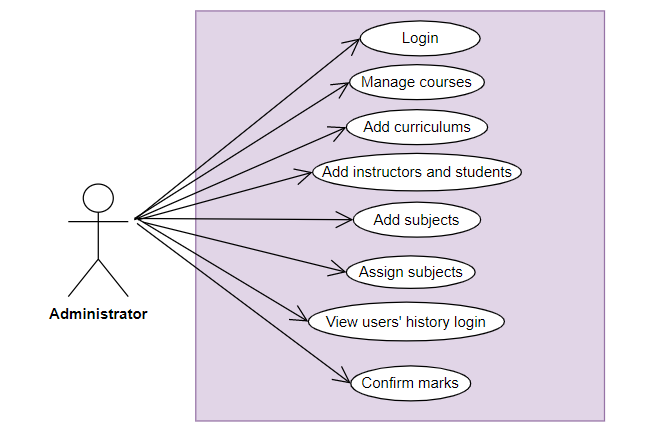 Login
Manage courses
Add curriculums
Add instructors and students
Add subjects
Assign subjects
Administrator
View users' history login
Confirm marks